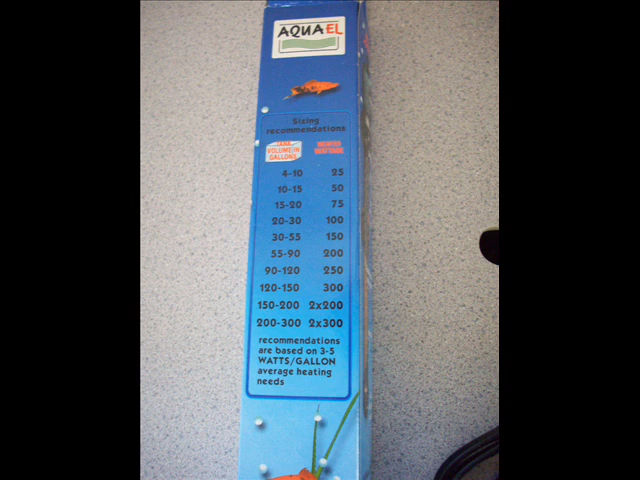 AQUAEL
Sizing
recommendations
TANK
VOLUME IN
GALLONS
4-10 25
10-15 50
15-20 75
20-30 100
30-55 150
55-90 200
90-120 250
120-150 300
150-200 2x200
200-300 2x300
recommendations
are based on 3-5
WATTS/GALLON
average heating
needs